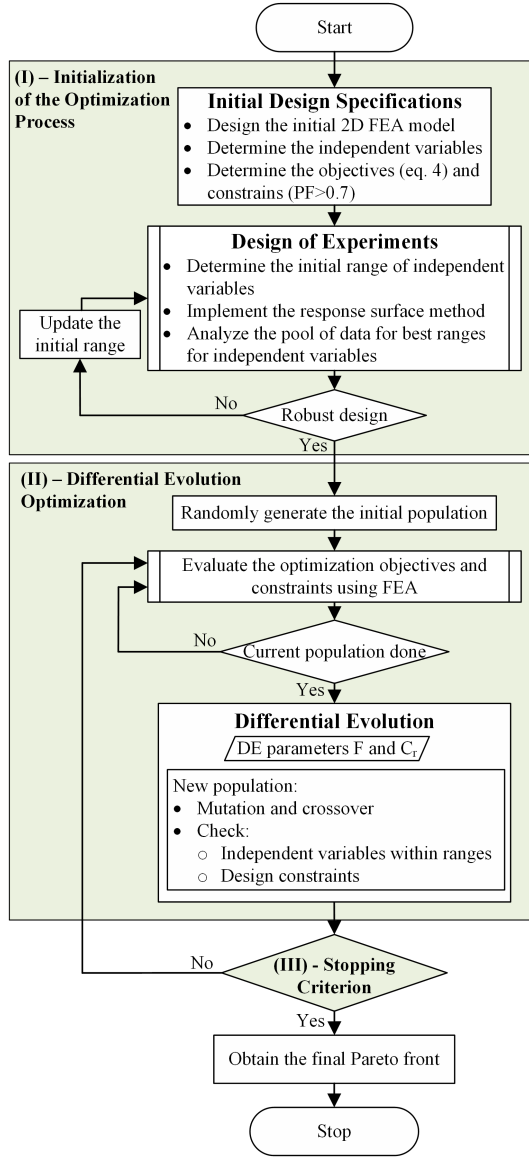 Start
(I) – Initialization
of the Optimization
Process
Initial Design Specifications
• Design the initial 2D FEA model
• Determine the independent variables
• Determine the objectives (eq. 4) and
constrains (PF>0.7)
Design of Experiments
• Determine the initial range of independent
variables
• Implement the response surface method
• Analyze the pool of data for best ranges
for independent variables
Update the
initial range
No
Robust design
Yes
(II) – Differential Evolution
Optimization
Randomly generate the initial population
Evaluate the optimization objectives and
constraints using FEA
No
Current population done
Yes
Differential Evolution
DE parameters F and Cr
New population:
• Mutation and crossover
• Check:
○ Independent variables within ranges
○ Design constraints
No
(III) - Stopping
Criterion
Yes
Obtain the final Pareto front
Stop